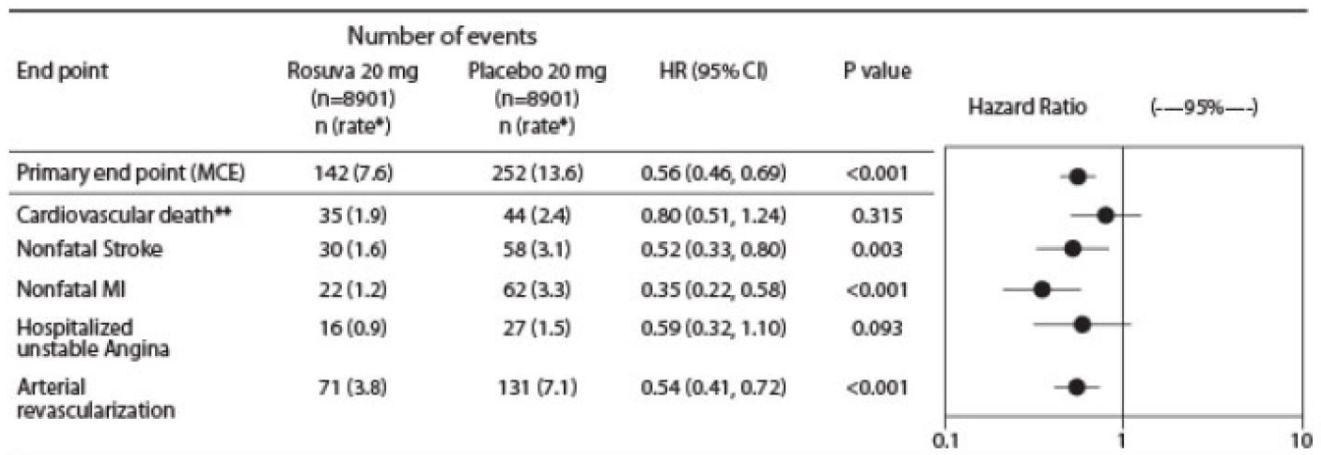 Number of events
End point Rosuva 20 mg Placebo 20 mg HR (95% CI) P value
(n=8901) (n=8901)
n (rate*) n (rate*)
Hazard Ratio (----95%----)
Primary end point (MCE) 142 (7.6) 252 (13.6) 0.56 (0.46, 0.69) <0.001
Cardiovascular death** 35 (1.9) 44 (2.4) 0.80 (0.51, 1.24) 0.315
Nonfatal Stroke 30 (1.6) 58 (3.1) 0.52 (0.33, 0.80) 0.003
Nonfatal MI 22 (1.2) 62 (3.3) 0.35 (0.22, 0.58) <0.001
Hospitalized 16 (0.9) 27 (1.5) 0.59 (0.32, 1.10) 0.093
unstable Angina
Arterial 71 (3.8) 131 (7.1) 0.54 (0.41, 0.72) <0.001
revascularization
0.1 1 10